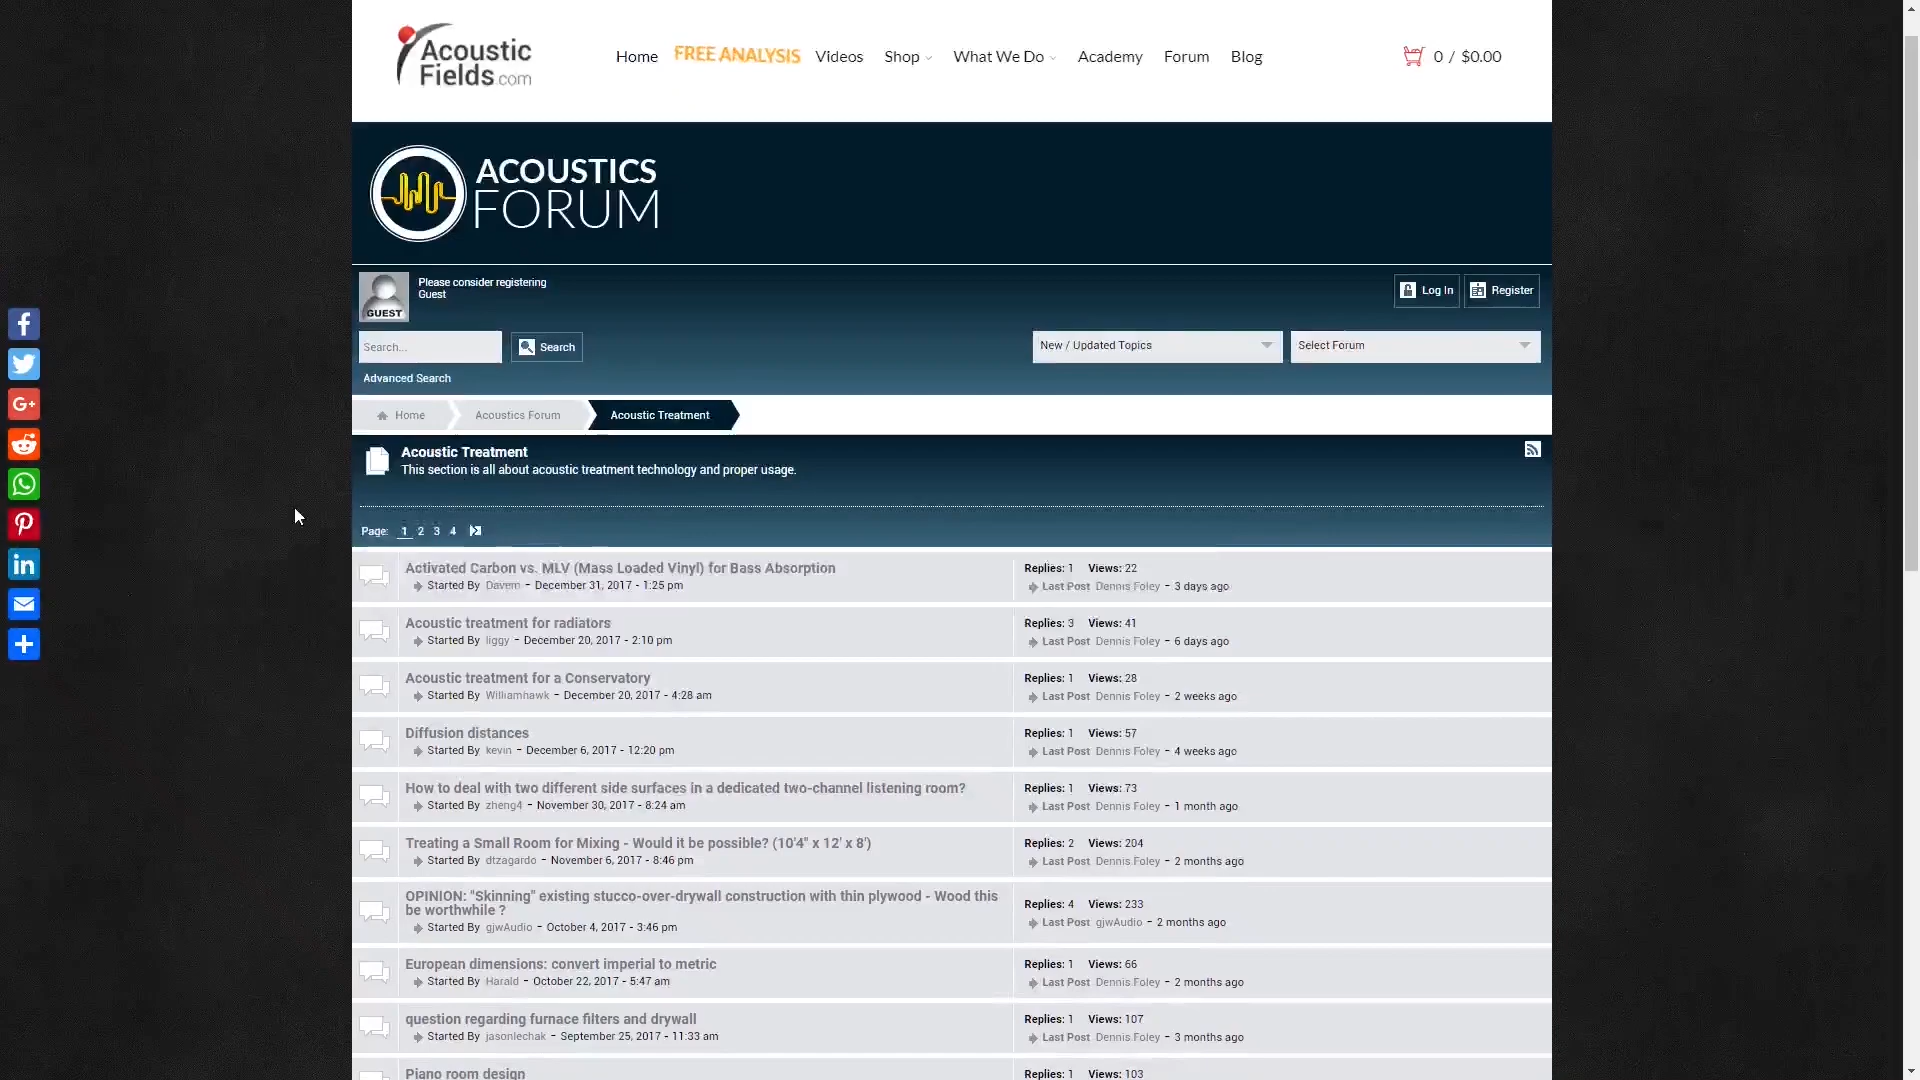 Acoustic
Fields.com
Home FREE ANALYSIS Videos Shop What We Do Academy Forum Blog 0 / $0.00
ACOUSTICS
FORUM
GUEST
Please consider registering
Guest
Log In Register
Search... Search New / Updated Topics Select Forum
Advanced Search
Home Acoustics Forum Acoustic Treatment
Acoustic Treatment
This section is all about acoustic treatment technology and proper usage.
Page: 1 2 3 4
Activated Carbon vs. MLV (Mass Loaded Vinyl) for Bass Absorption Replies: 1 Views: 22
Started By Davem - December 31, 2017 - 1:25 pm Last Post Dennis Foley - 3 days ago
Acoustic treatment for radiators Replies: 3 Views: 41
Started By liggy - December 20, 2017 - 2:10 pm Last Post Dennis Foley - 6 days ago
Acoustic treatment for a Conservatory Replies: 1 Views: 28
Started By Williamhawk - December 20, 2017 - 4:28 am Last Post Dennis Foley - 2 weeks ago
Diffusion distances Replies: 1 Views: 57
Started By kevin - December 6, 2017 - 12:20 pm Last Post Dennis Foley - 4 weeks ago
How to deal with two different side surfaces in a dedicated two-channel listening room? Replies: 1 Views: 73
Started By zheng4 - November 30, 2017 - 8:24 am Last Post Dennis Foley - 1 month ago
Treating a Small Room for Mixing - Would it be possible? (10'4" x 12' x 8') Replies: 2 Views: 204
Started By dtzagardo - November 6, 2017 - 8:46 pm Last Post Dennis Foley - 2 months ago
OPINION: "Skinning" existing stucco-over-drywall construction with thin plywood - Wood this
be worthwhile ? Replies: 4 Views: 233
Started By gjwAudio - October 4, 2017 - 3:46 pm Last Post gjwAudio - 2 months ago
European dimensions: convert imperial to metric Replies: 1 Views: 66
Started By Harald - October 22, 2017 - 5:47 am Last Post Dennis Foley - 2 months ago
question regarding furnace filters and drywall Replies: 1 Views: 107
Started By jasonlechak - September 25, 2017 - 11:33 am Last Post Dennis Foley - 3 months ago
Piano room design Replies: 1 Views: 103